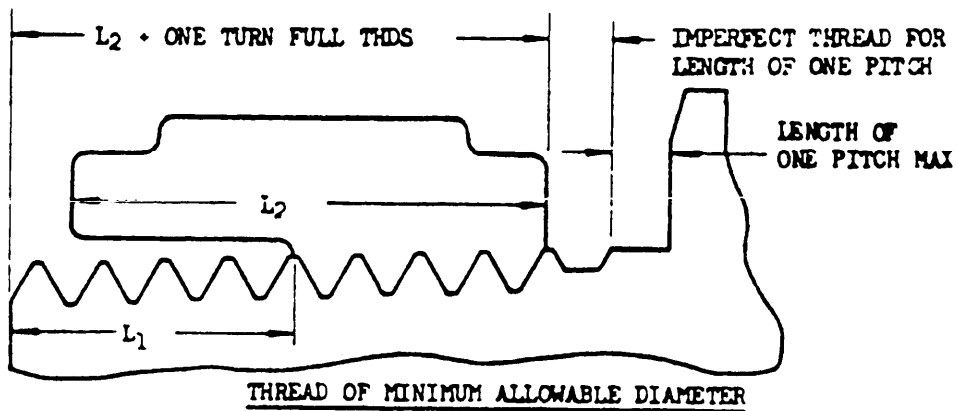 L2 + ONE TURN FULL THDS
IMPERFECT THREAD FOR
LENGTH OF ONE PITCH
LENGTH OF
ONE PITCH MAX
L2
L1
THREAD OF MINIMUM ALLOWABLE DIAMETER